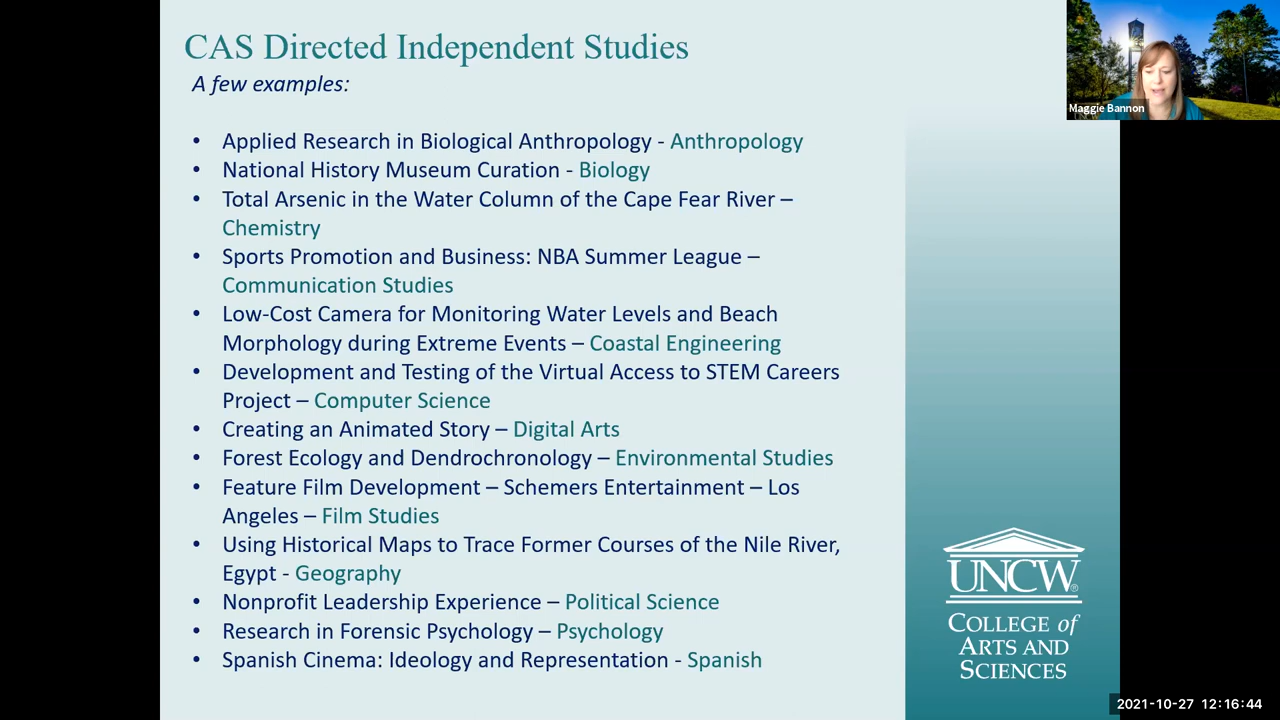 CAS Directed Independent Studies
A few examples:
• Applied Research in Biological Anthropology - Anthropology
• National History Museum Curation - Biology
• Total Arsenic in the Water Column of the Cape Fear River –
Chemistry
• Sports Promotion and Business: NBA Summer League –
Communication Studies
• Low-Cost Camera for Monitoring Water Levels and Beach
Morphology during Extreme Events – Coastal Engineering
• Development and Testing of the Virtual Access to STEM Careers
Project – Computer Science
• Creating an Animated Story – Digital Arts
• Forest Ecology and Dendrochronology – Environmental Studies
• Feature Film Development – Schemers Entertainment – Los
Angeles – Film Studies
• Using Historical Maps to Trace Former Courses of the Nile River,
Egypt - Geography
• Nonprofit Leadership Experience – Political Science
• Research in Forensic Psychology – Psychology
• Spanish Cinema: Ideology and Representation - Spanish
Maggie Bannon
UNCW
UNCW®
COLLEGE of
ARTS AND
SCIENCES
2021-10-27 12:16:44